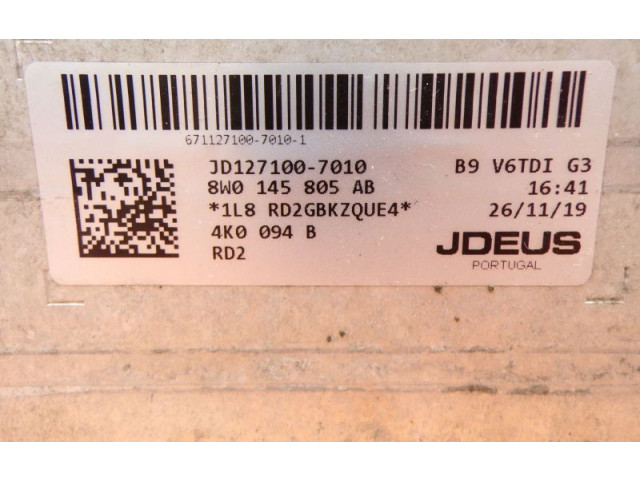 671127100-7010-1
JD127100-7010 B9 V6TDI G3
8W0 145 805 AB 16:41
*1L8 RD2GBKZQUE4* 26/11/19
4K0 094 B
RD2
JDEUS
PORTUGAL